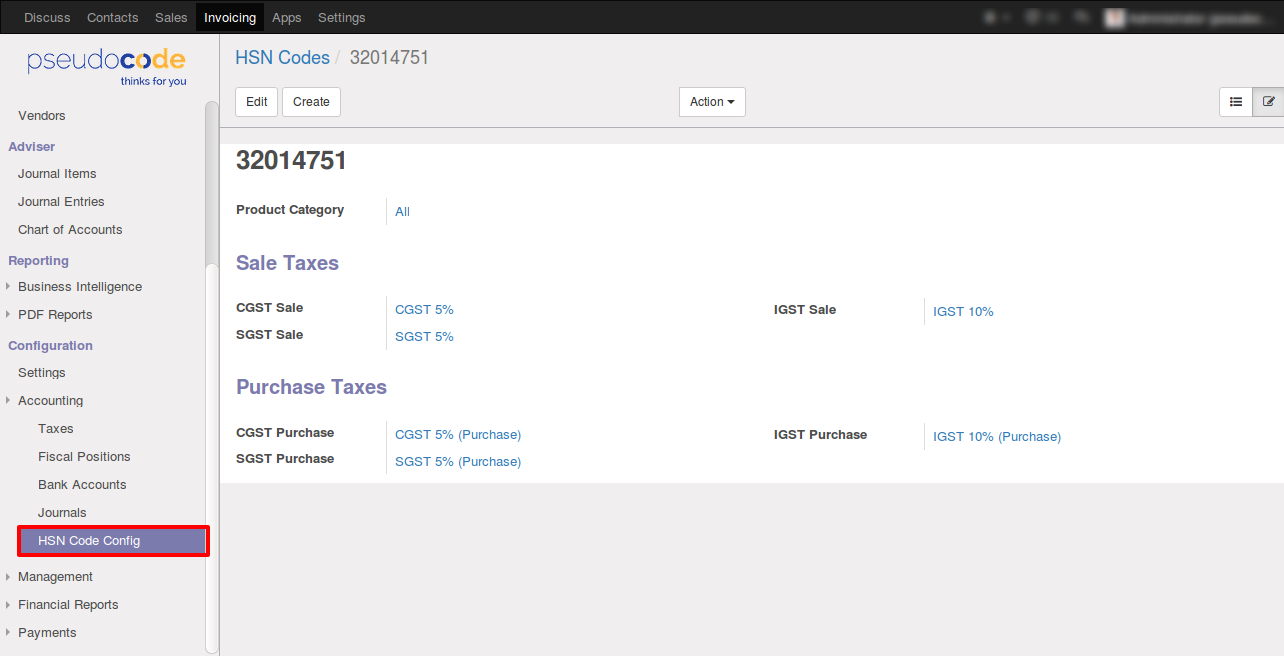 Discuss Contacts Sales Invoicing Apps Settings
pseudocode
thinks for you
Vendors
Adviser
Journal Items
Journal Entries
Chart of Accounts
Reporting
Business Intelligence
PDF Reports
Configuration
Settings
Accounting
Taxes
Fiscal Positions
Bank Accounts
Journals
HSN Code Config
Management
Financial Reports
Payments
HSN Codes / 32014751
Edit Create Action
32014751
Product Category All
Sale Taxes
CGST Sale CGST 5% IGST Sale IGST 10%
SGST Sale SGST 5%
Purchase Taxes
CGST Purchase CGST 5% (Purchase) IGST Purchase IGST 10% (Purchase)
SGST Purchase SGST 5% (Purchase)